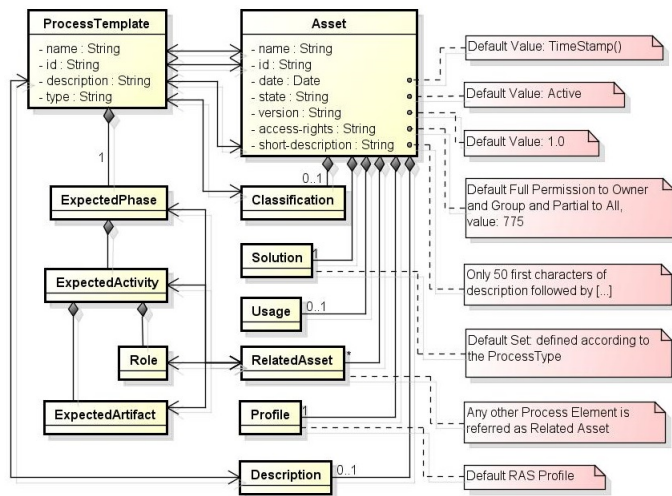 ProcessTemplate
- name : String
- id : String
- description : String
- type : String
Asset
- name : String
- id : String
- date : Date
- state : String
- version : String
- access-rights : String
- short-description : String
Default Value: TimeStamp()
Default Value: Active
Default Value: 1.0
Default Full Permission to Owner
and Group and Partial to All,
value: 775
Only 50 first characters of
description followed by [...]
Default Set: defined according to
the ProcessType
Any other Process Element is
referred as Related Asset
Default RAS Profile
1
0..1
ExpectedPhase
Classification
Solution
1
ExpectedActivity
Usage
0..1
Role
RelatedAsset
*
ExpectedArtifact
Profile
1
Description
0..1